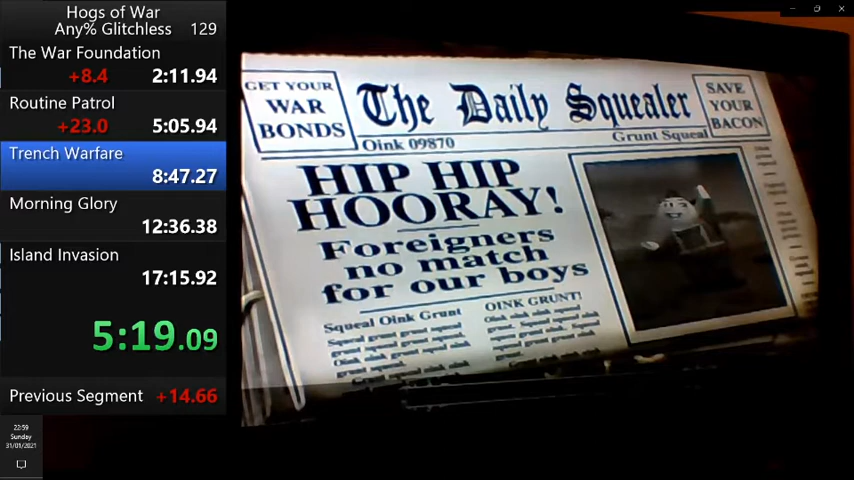 Hogs of War
Any% Glitchless 129
The War Foundation
+8.4 2:11.94
Routine Patrol
+23.0 5:05.94
Trench Warfare
8:47.27
Morning Glory
12:36.38
Island Invasion
17:15.92
5:19.09
Previous Segment +14.66
22:59
Sunday
31/01/2021
GET YOUR
WAR
BONDS
The Daily Squealer
SAVE
YOUR
BACON
Oink 09870
Grunt Squeal
HIP HIP
HOORAY!
Foreigners
no match
for our boys
Squeal Oink Grunt
OINK GRUNT!